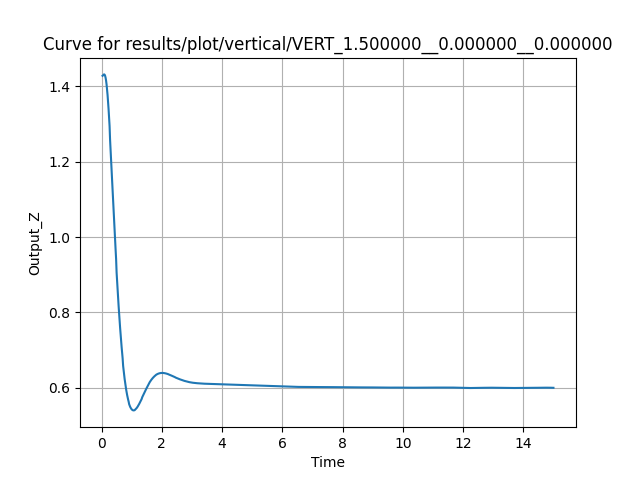 Curve for results/plot/vertical/VERT_1.500000__0.000000__0.000000
1.4
1.2
1.0
0.8
0.6
Output_Z
0 2 4 6 8 10 12 14
Time